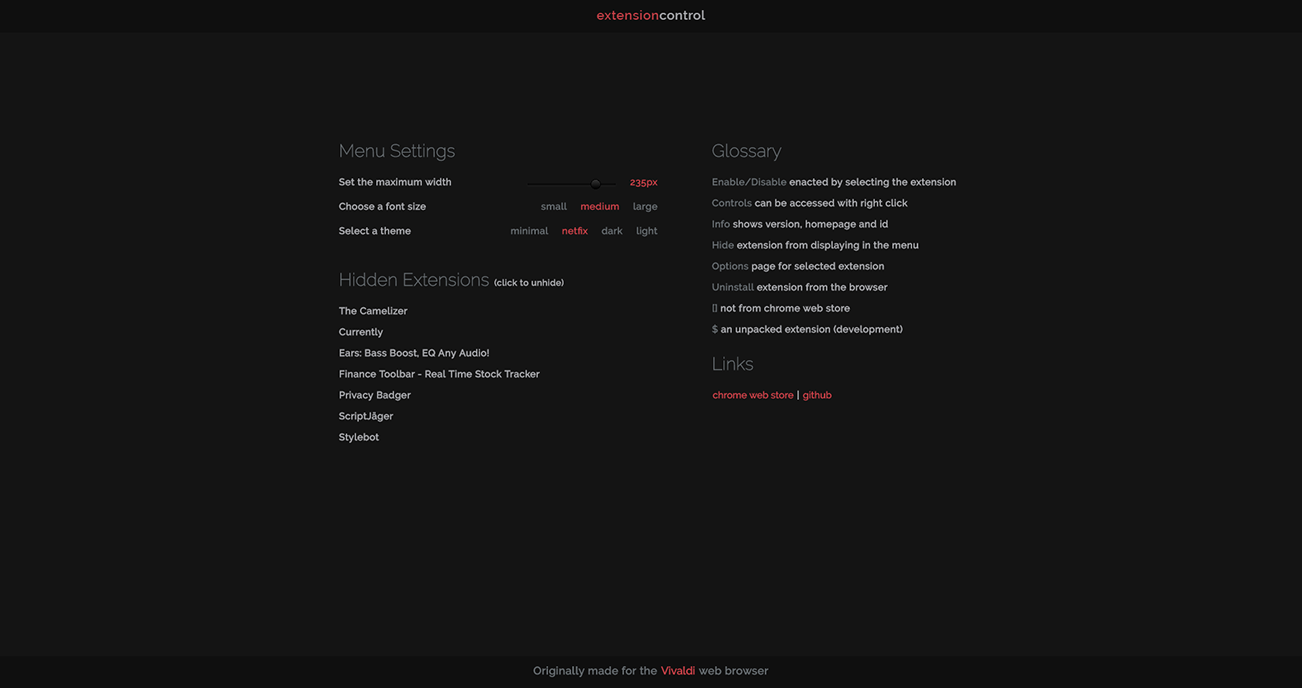 extensioncontrol
Menu Settings
Set the maximum width 235px
Choose a font size small medium large
Select a theme minimal netfix dark light
Hidden Extensions (click to unhide)
The Camelizer
Currently
Ears: Bass Boost, EQ Any Audio!
Finance Toolbar - Real Time Stock Tracker
Privacy Badger
ScriptJåger
Stylebot
Glossary
Enable/Disable enacted by selecting the extension
Controls can be accessed with right click
Info shows version, homepage and id
Hide extension from displaying in the menu
Options page for selected extension
Uninstall extension from the browser
[] not from chrome web store
$ an unpacked extension (development)
Links
chrome web store | github
Originally made for the Vivaldi web browser